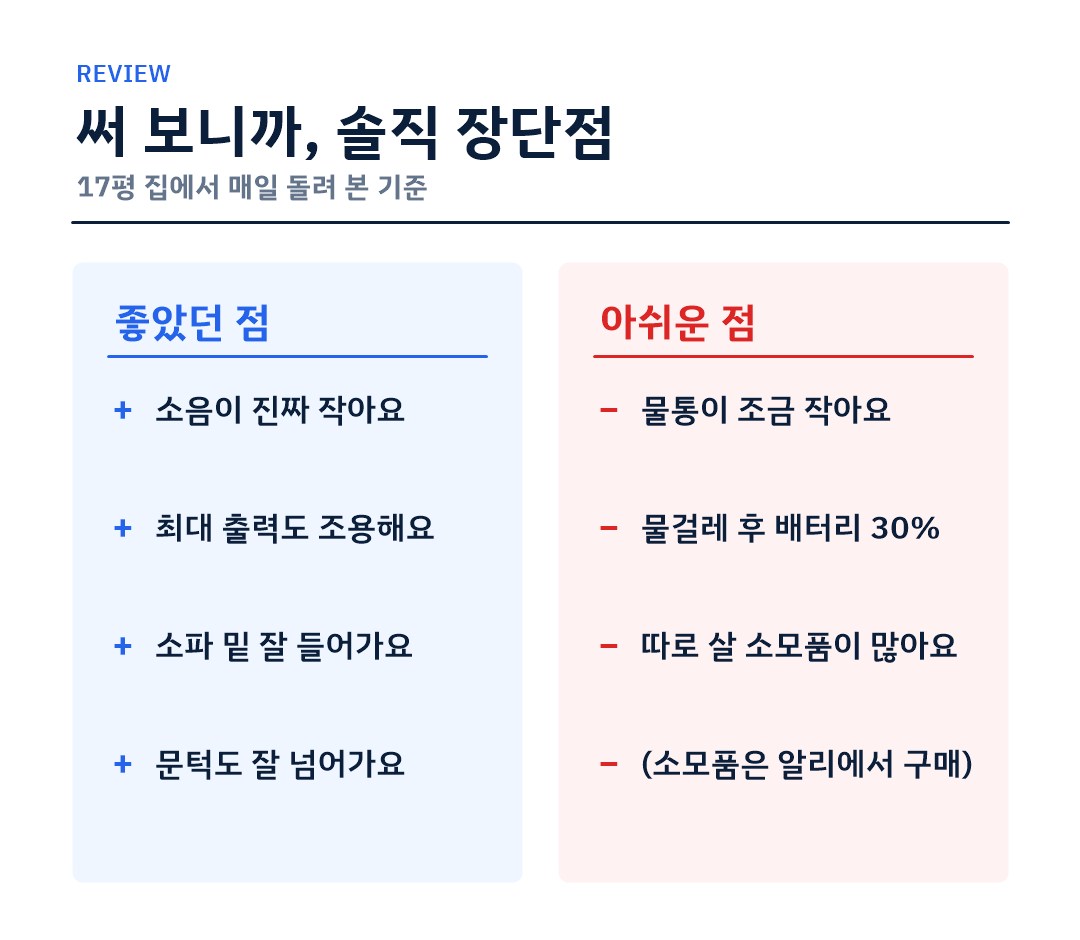 REVIEW
써 보니까, 솔직 장단점
17평 집에서 매일 돌려 본 기준
좋았던 점
+ 소음이 진짜 작아요
+ 최대 출력도 조용해요
+ 소파 밑 잘 들어가요
+ 문턱도 잘 넘어가요
아쉬운 점
− 물통이 조금 작아요
− 물걸레 후 배터리 30%
− 따로 살 소모품이 많아요
− (소모품은 알리에서 구매)